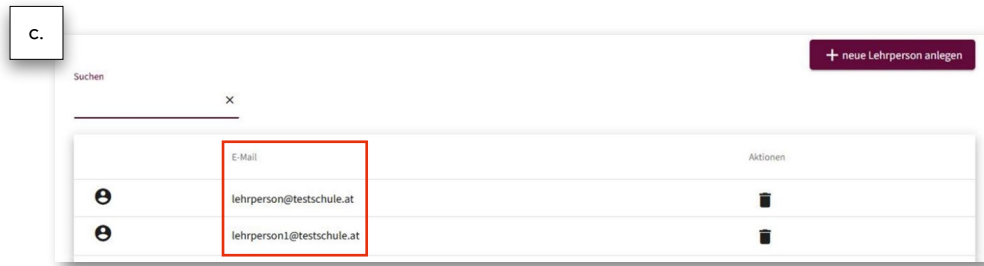 c.
+ neue Lehrperson anlegen
Suchen
E-Mail Aktionen
lehrperson@testschule.at
lehrperson1@testschule.at